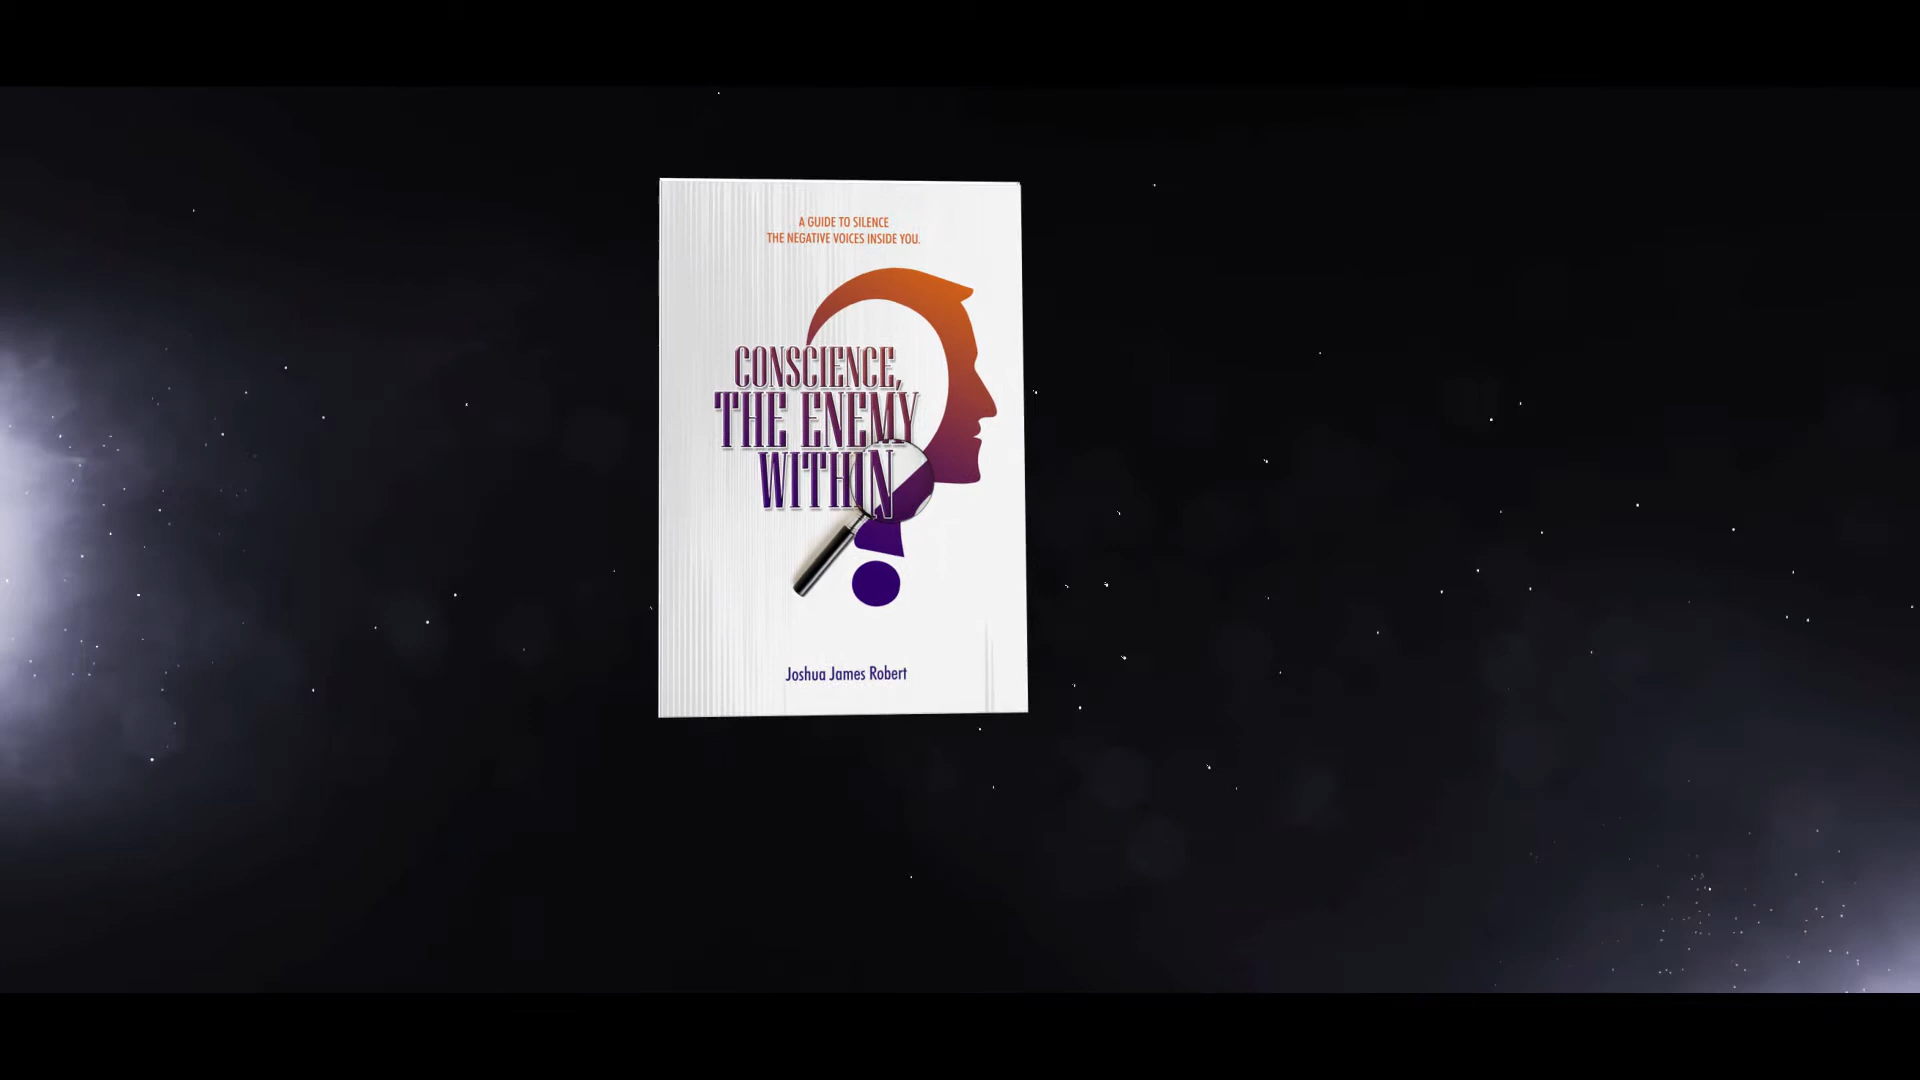 A GUIDE TO SILENCE
THE NEGATIVE VOICES INSIDE YOU.
CONSCIENCE,
THE ENEMY
WITHIN
Joshua James Robert